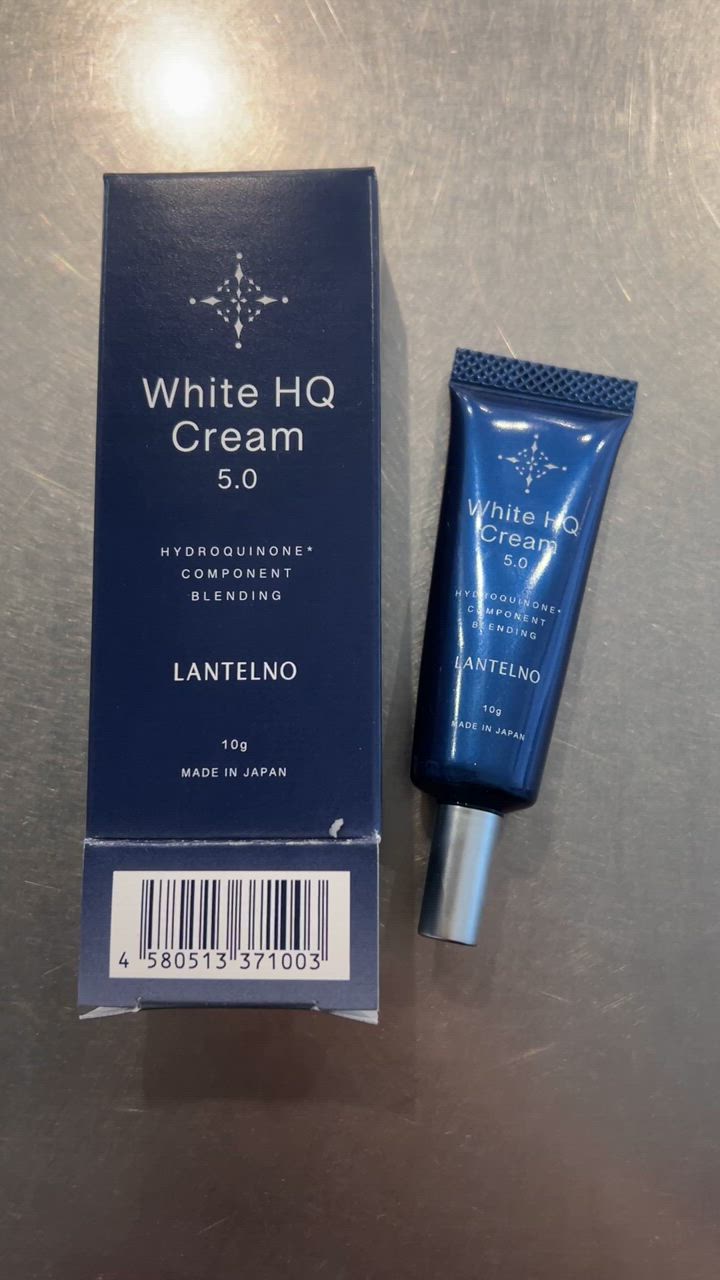 White HQ
Cream
5.0
HYDROQUINONE*
COMPONENT
BLENDING
LANTELNO
10g
MADE IN JAPAN
4 580513 371003
White HQ
Cream
5.0
HYDROQUINONE*
COMPONENT
BLENDING
LANTELNO
10g
MADE IN JAPAN